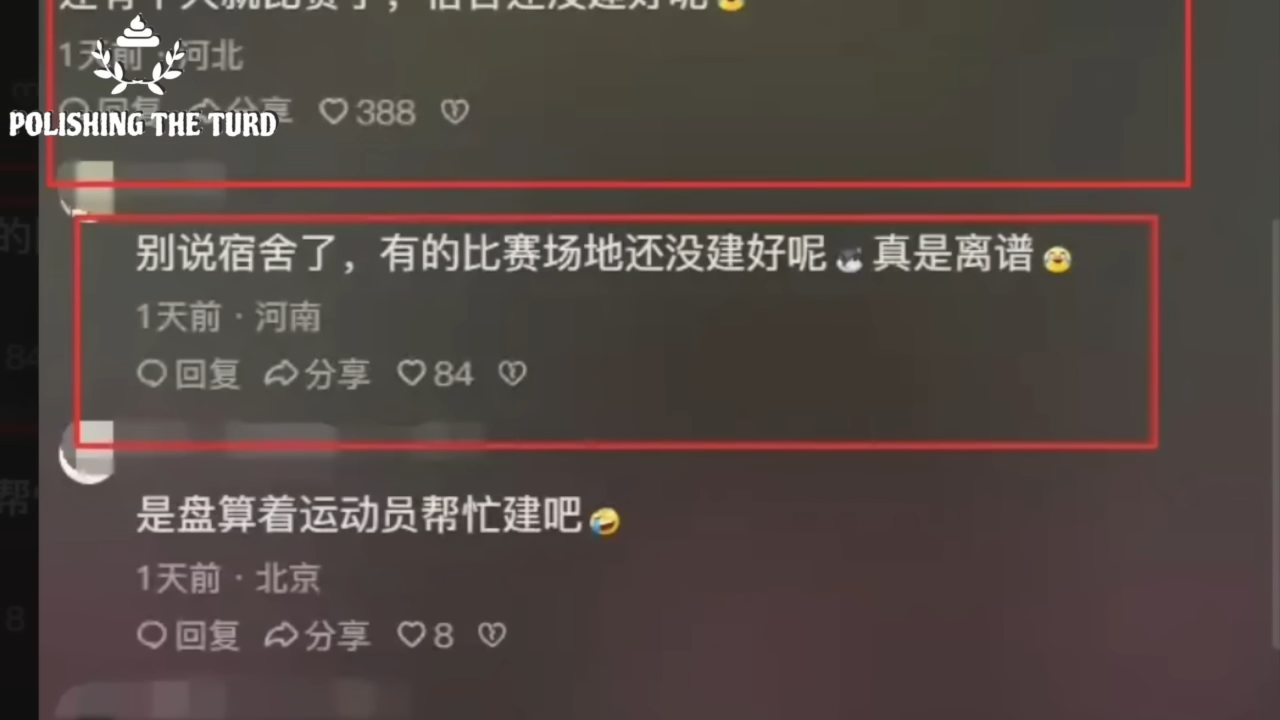 1天前·河北
回复 分享 388
POLISHING THE TURD
别说宿舍了，有的比赛场地还没建好呢 真是离谱
1天前·河南
回复 分享 84
是盘算着运动员帮忙建吧
1天前·北京
回复 分享 8